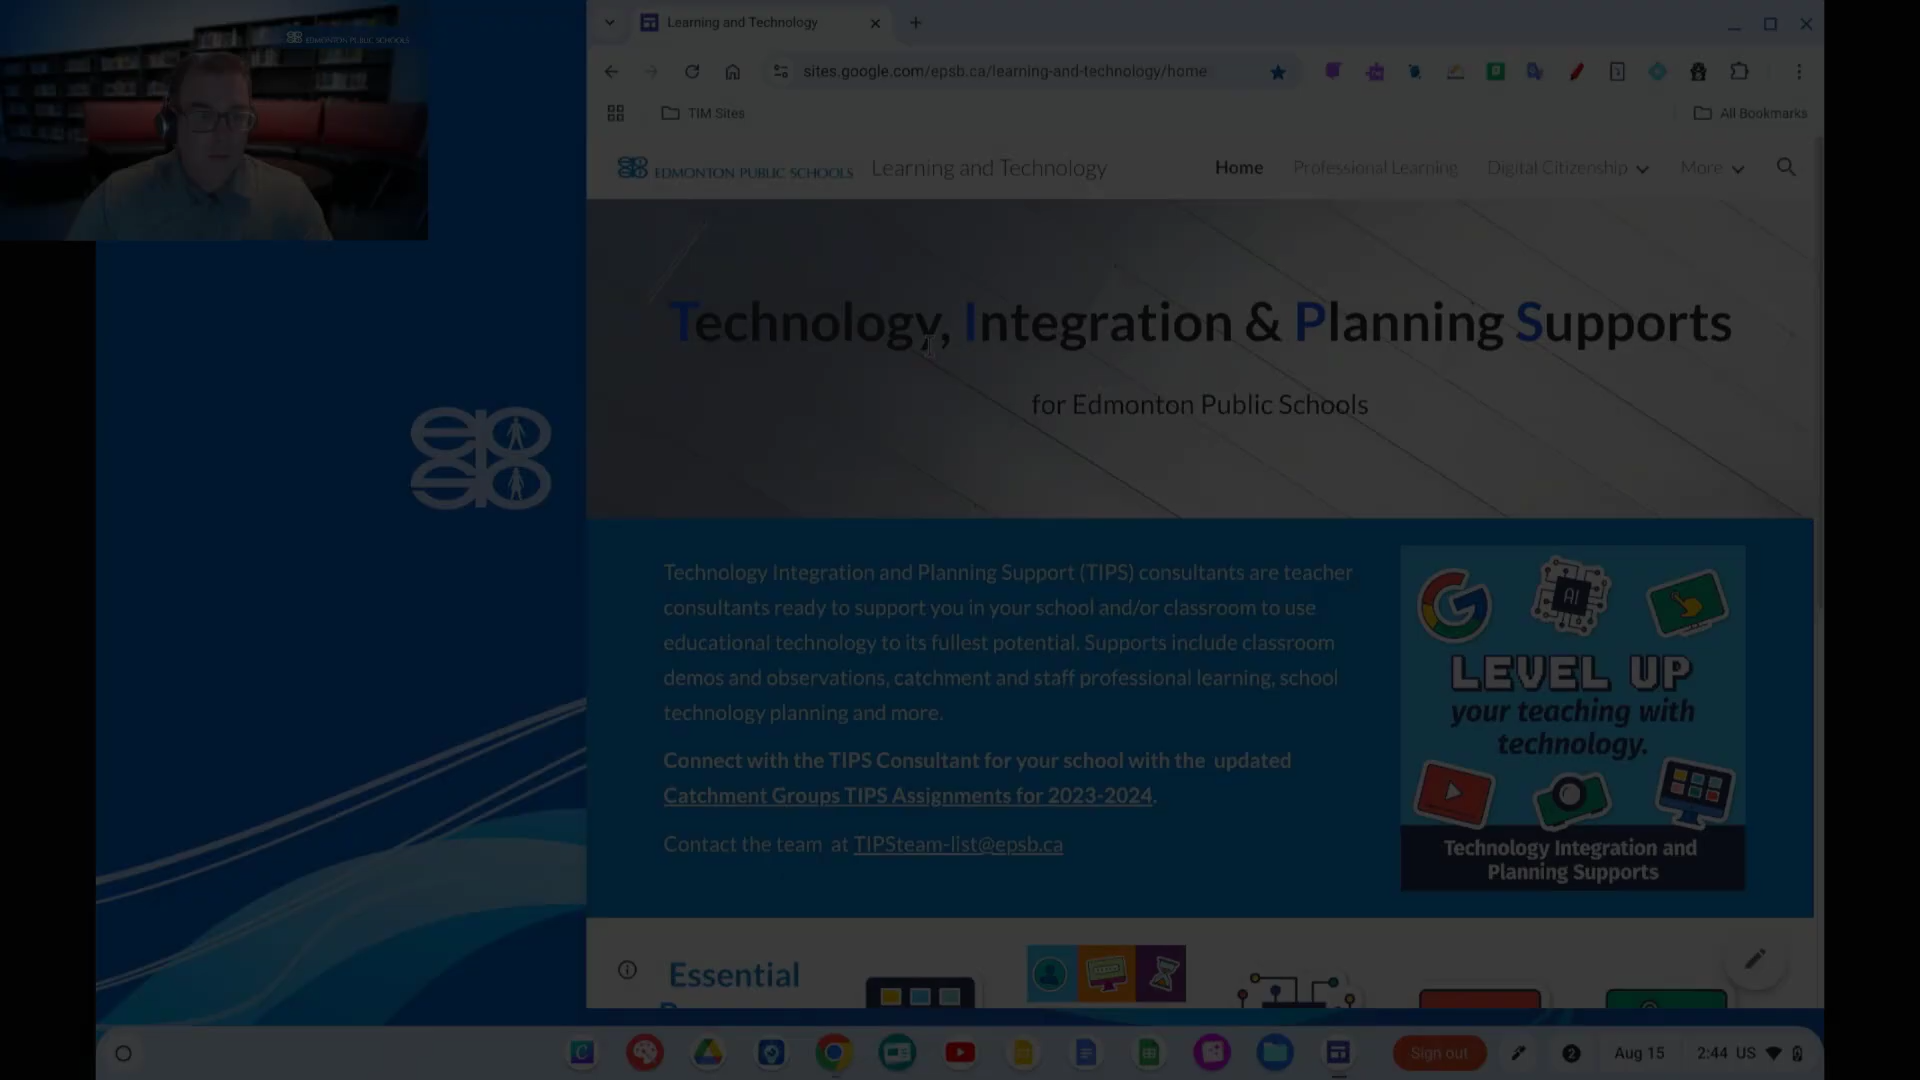 EDMONTON PUBLIC SCHOOLS
Learning and Technology
sites.google.com/epsb.ca/learning-and-technology/home
TIM Sites
All Bookmarks
EDMONTON PUBLIC SCHOOLS
Learning and Technology
Home
Professional Learning
Digital Citizenship
More
Technology, Integration & Planning Supports
for Edmonton Public Schools
Technology Integration and Planning Support (TIPS) consultants are teacher
consultants ready to support you in your school and/or classroom to use
educational technology to its fullest potential. Supports include classroom
demos and observations, catchment and staff professional learning, school
technology planning and more.
Connect with the TIPS Consultant for your school with the updated
Catchment Groups TIPS Assignments for 2023-2024.
Contact the team at TIPSteam-list@epsb.ca
AI
LEVEL UP
your teaching with
technology.
Technology Integration and
Planning Supports
Essential
Sign out
2
Aug 15
2:44 US